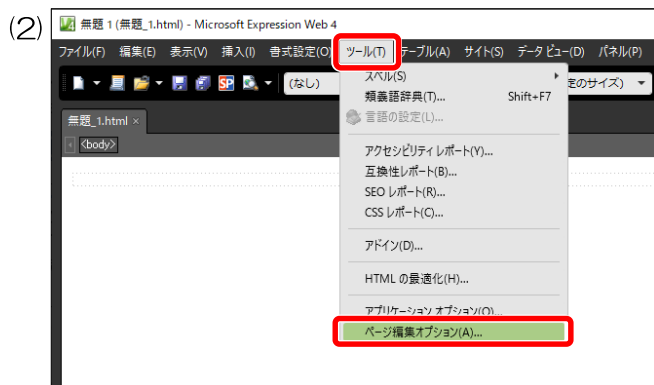 (2)
無題 1 (無題_1.html) - Microsoft Expression Web 4
ファイル(F) 編集(E) 表示(V) 挿入(I) 書式設定(O) ツール(T) テーブル(A) サイト(S) データ ビュー(D) パネル(P)
(なし) 定のサイズ)
無題_1.html ×
<body>
スペル(S)
類義語辞典(T)... Shift+F7
言語の設定(L)...
アクセシビリティ レポート(Y)...
互換性レポート(B)...
SEO レポート(R)...
CSS レポート(C)...
アドイン(D)...
HTML の最適化(H)...
アプリケーション オプション(O)...
ページ編集オプション(A)...